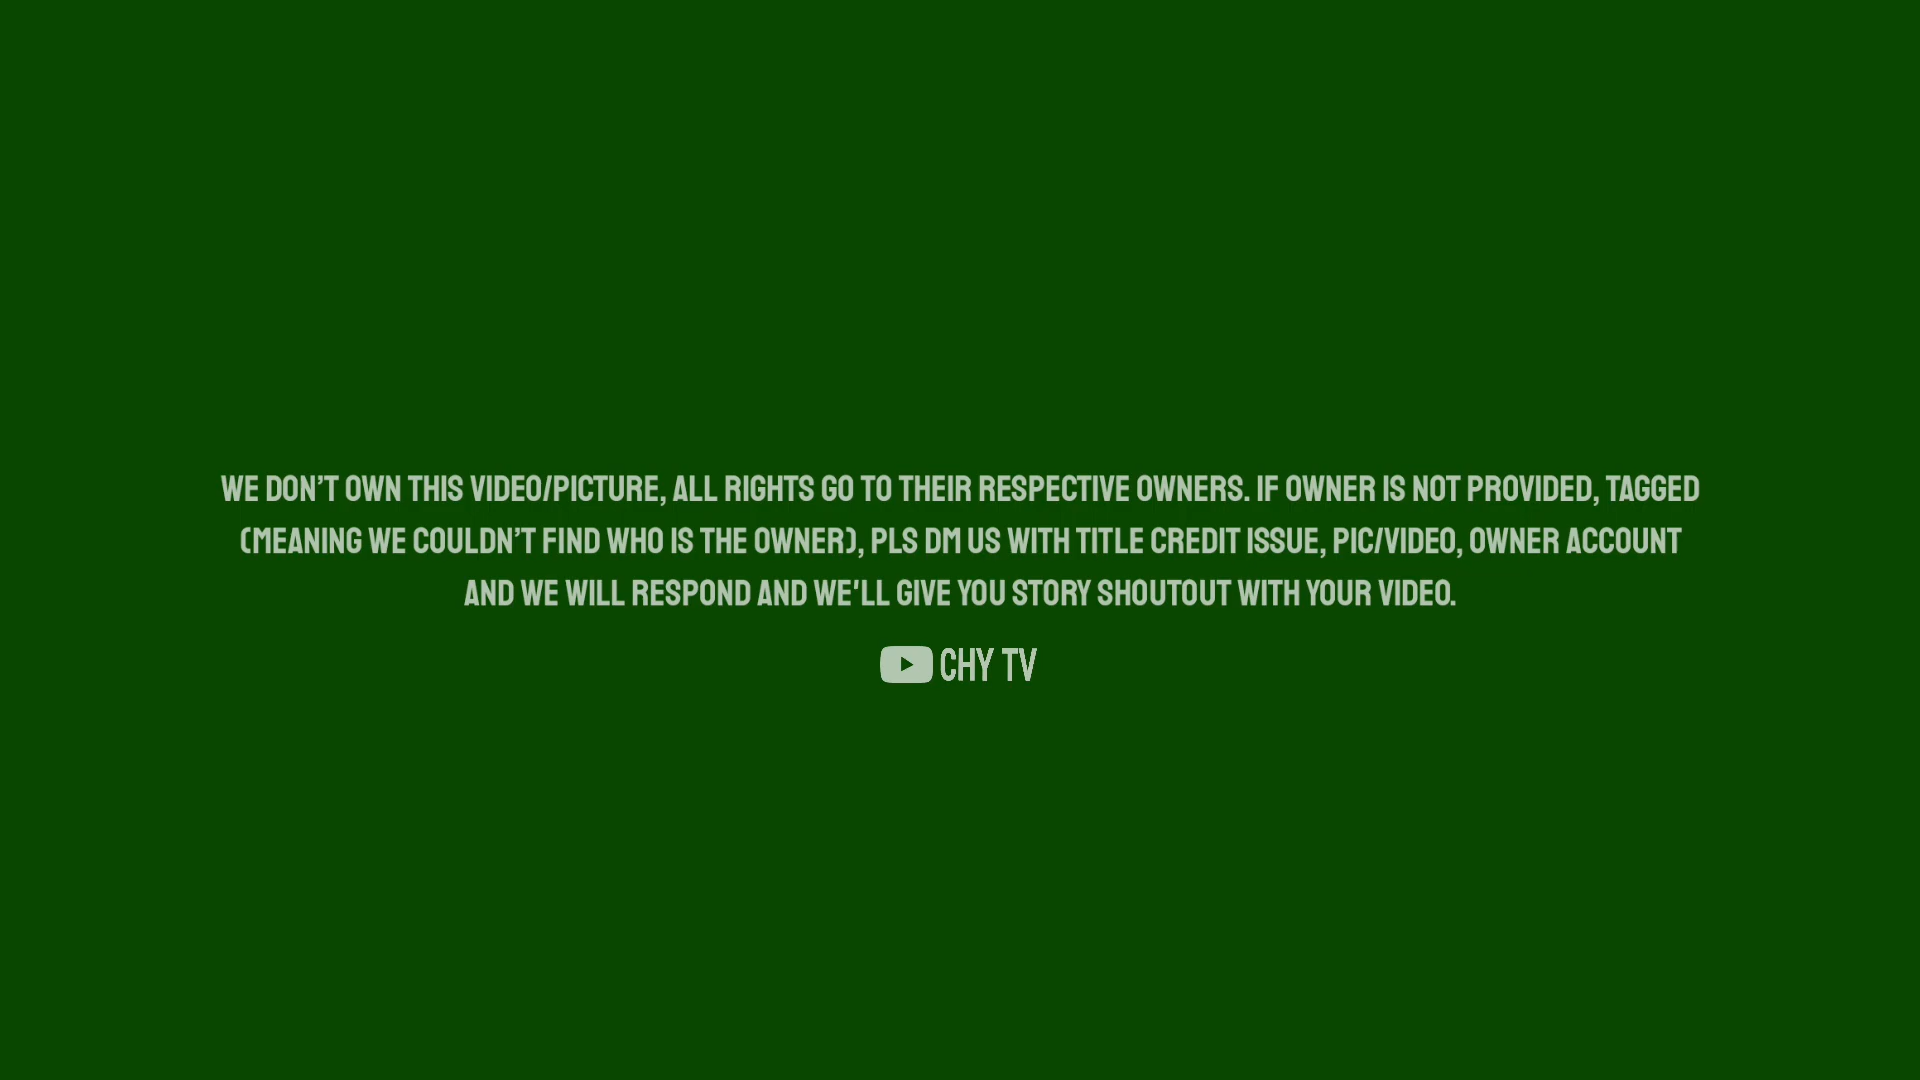 WE DON’T OWN THIS VIDEO/PICTURE, ALL RIGHTS GO TO THEIR RESPECTIVE OWNERS. IF OWNER IS NOT PROVIDED, TAGGED
(MEANING WE COULDN’T FIND WHO IS THE OWNER), PLS DM US WITH TITLE CREDIT ISSUE, PIC/VIDEO, OWNER ACCOUNT
AND WE WILL RESPOND AND WE'LL GIVE YOU STORY SHOUTOUT WITH YOUR VIDEO.
CHY TV